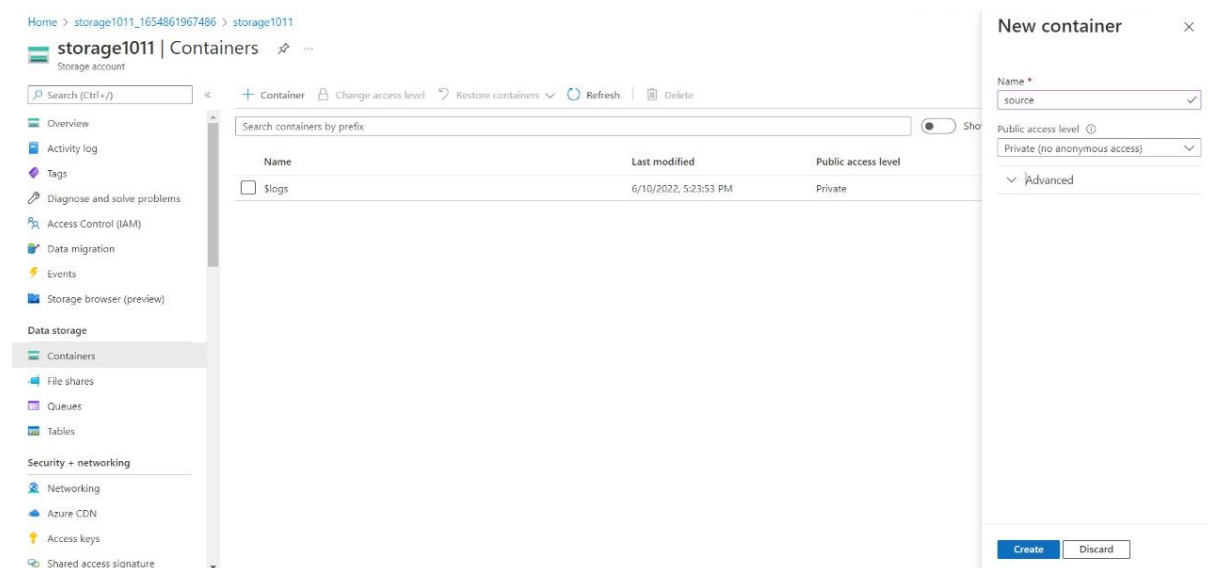 Home > storage1011_1654861967486 > storage1011
storage1011 | Containers ...
Storage account
Search (Ctrl+/) «
Overview
Activity log
Tags
Diagnose and solve problems
Access Control (IAM)
Data migration
Events
Storage browser (preview)
Data storage
Containers
File shares
Queues
Tables
Security + networking
Networking
Azure CDN
Access keys
Shared access signature
+ Container Change access level Restore containers Refresh Delete
Search containers by prefix Sho
Name Last modified Public access level
$logs 6/10/2022, 5:23:53 PM Private
New container
Name *
source
Public access level
Private (no anonymous access)
Advanced
Create Discard